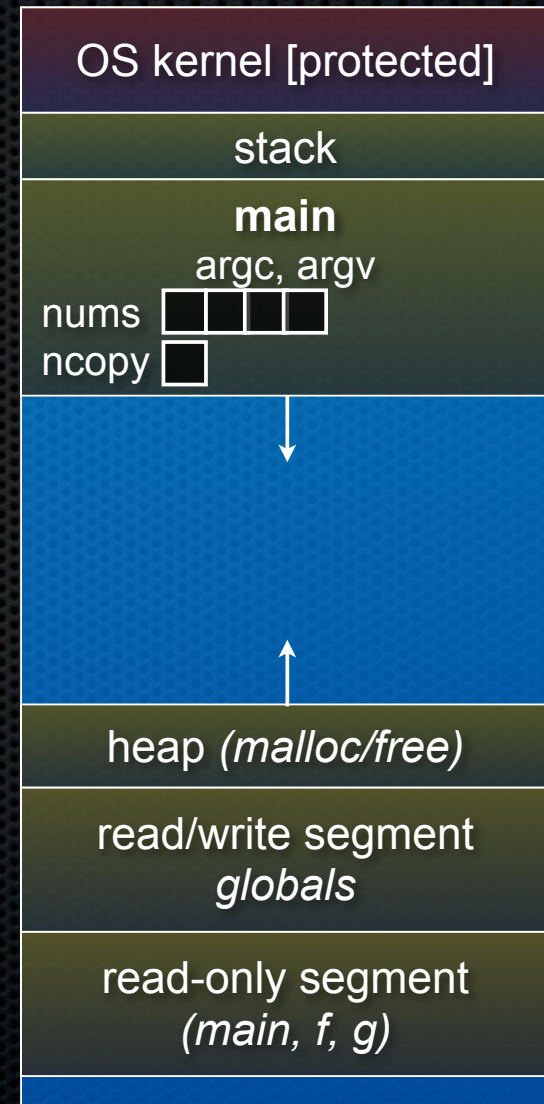 OS kernel [protected]
stack
main
argc, argv
nums
ncopy
heap (malloc/free)
read/write segment
globals
read-only segment
(main, f, g)